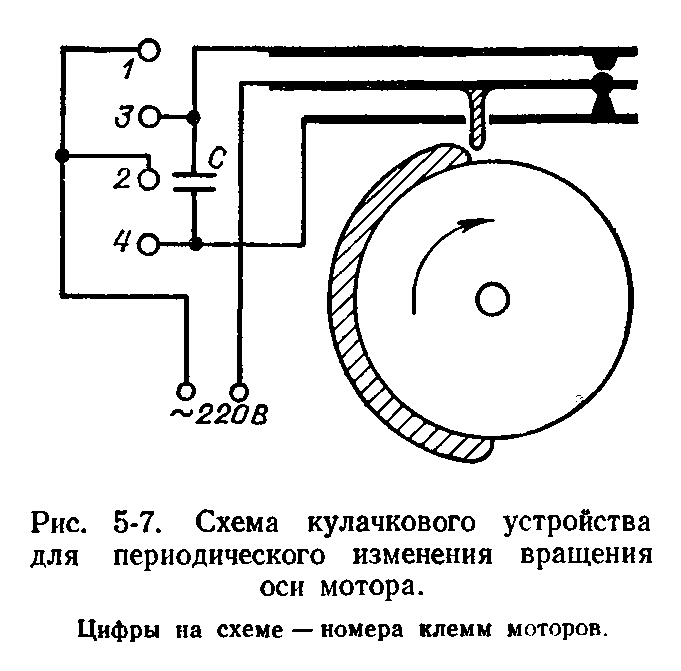 1
3
C
2
4
~220В
Рис. 5-7. Схема кулачкового устройства
для периодического изменения вращения
оси мотора.
Цифры на схеме — номера клемм моторов.